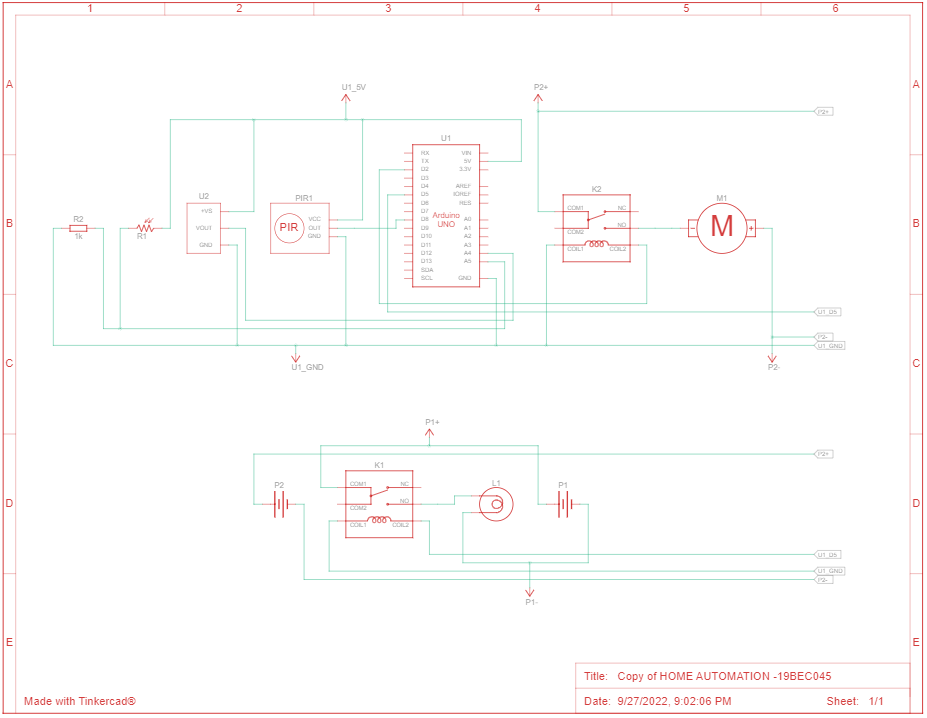 1 2 3 4 5 6
A A
U1_5V P2+
P2+
U1
RX VIN
TX 5V
D2 3.3V
D3
D4 AREF
D5 IOREF
D6 RES
D7
D8 A0
D9 A1
D10 A2
D11 A3
D12 A4
D13 A5
SDA
SCL GND
Arduino
UNO
B B
R2
1k
R1
U2
+VS
VOUT
GND
PIR1
PIR
VCC
OUT
GND
K2
COM1 NC
COM2 NO
COIL1 COIL2
M1
- M +
U1_D5
P2-
U1_GND
C C
U1_GND P2-
P1+
P2+
D D
P2
K1
COM1 NC
NO
COM2
COIL1 COIL2
L1
P1
U1_D5
U1_GND
P2-
P1-
E E
Title: Copy of HOME AUTOMATION -19BEC045
Made with Tinkercad® Date: 9/27/2022, 9:02:06 PM Sheet: 1/1